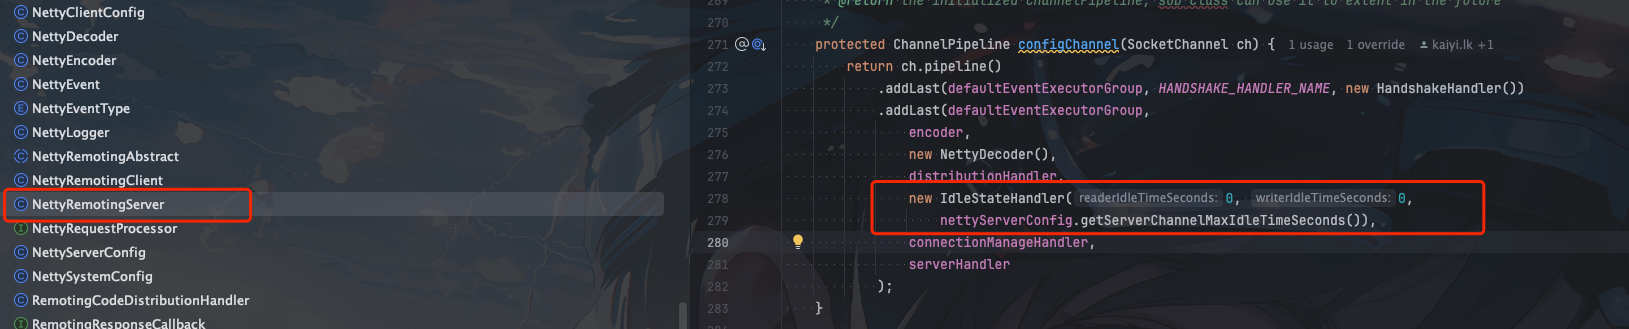 NettyClientConfig
NettyDecoder
NettyEncoder
NettyEvent
NettyEventType
NettyLogger
NettyRemotingAbstract
NettyRemotingClient
NettyRemotingServer
NettyRequestProcessor
NettyServerConfig
NettySystemConfig
RemotingCodeDistributionHandler
RemotingResponseCallback
269 * @return the initialized ChannelPipeline, sub class can use it to extent in the future
270 */
271 protected ChannelPipeline configChannel(SocketChannel ch) { 1 usage 1 override kaiyi.lk +1
272 return ch.pipeline()
273 .addLast(defaultEventExecutorGroup, HANDSHAKE_HANDLER_NAME, new HandshakeHandler())
274 .addLast(defaultEventExecutorGroup,
275 encoder,
276 new NettyDecoder(),
277 distributionHandler,
278 new IdleStateHandler( readerIdleTimeSeconds: 0, writerIdleTimeSeconds: 0,
279 nettyServerConfig.getServerChannelMaxIdleTimeSeconds()),
280 connectionManageHandler,
281 serverHandler
282 );
283 }